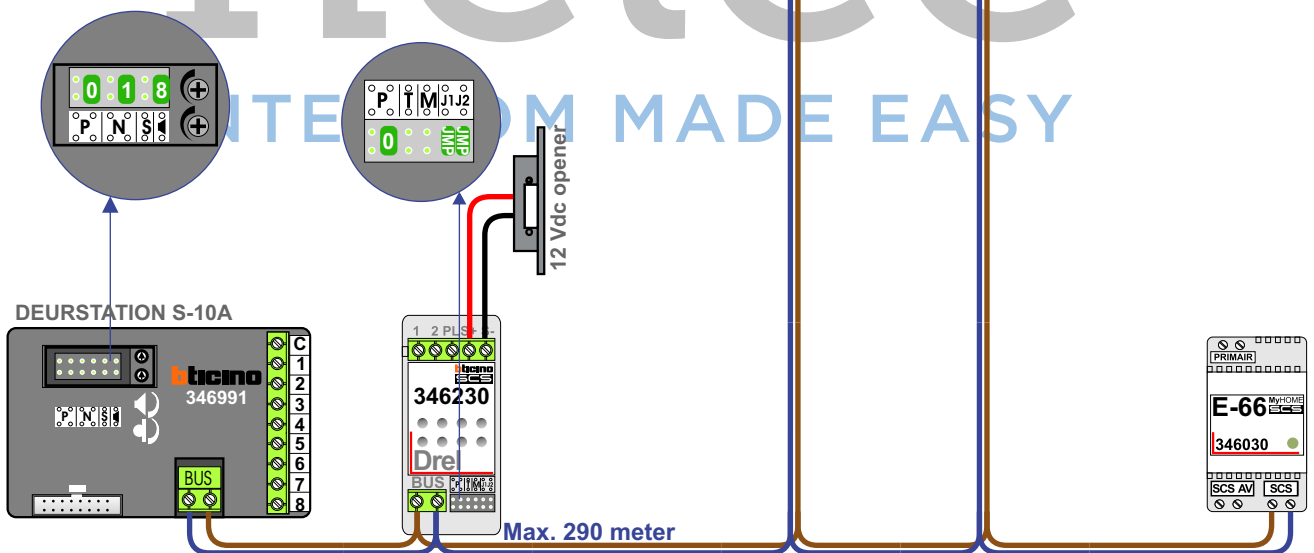 INTERCOM MADE EASY
0 1 8
P N S
P T M J1 J2
0 JMP JMP
12 Vdc opener
DEURSTATION S-10A
bticino
346991
P N S
BUS
C
1
2
3
4
5
6
7
8
1 2 PL S+ S-
bticino
SCS
346230
Drel
BUS
P T M J1 J2
Max. 290 meter
PRIMAIR
E-66 MyHOME
SCS
346030
SCS AV SCS